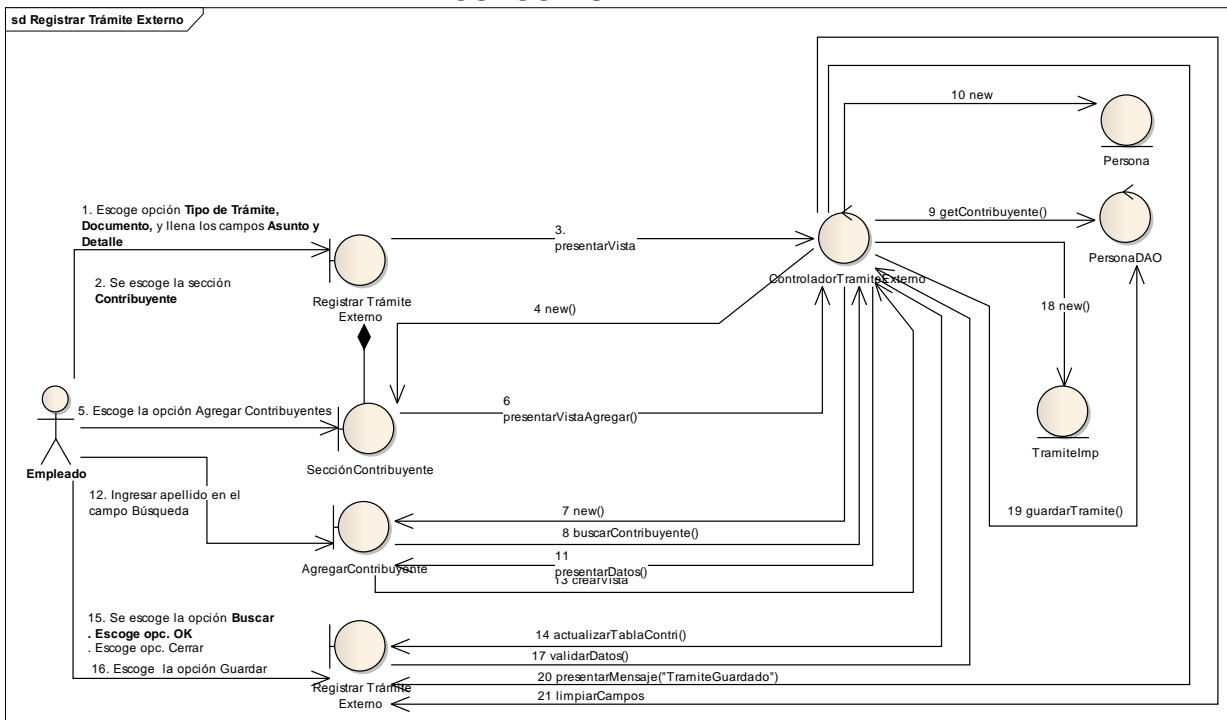 sd Registrar Trámite Externo
10 new
Persona
1. Escoge opción Tipo de Trámite,
Documento, y llena los campos Asunto y
Detalle
9 getContribuyente()
3.
presentarVista
PersonaDAO
2. Se escoge la sección
Contribuyente
ControladorTramiteExterno
Registrar Trámite
Externo
4 new()
18 new()
5. Escoge la opción Agregar Contribuyentes
6
presentarVistaAgregar()
TramiteImp
SecciónContribuyente
Empleado
12. Ingresar apellido en el
campo Búsqueda
7 new()
19 guardarTramite()
8 buscarContribuyente()
11
presentarDatos()
AgregarContribuyente
13 crearVista
15. Se escoge la opción Buscar
. Escoge opc. OK
. Escoge opc. Cerrar
14 actualizarTablaContri()
17 validarDatos()
16. Escoge la opción Guardar
20 presentarMensaje("TramiteGuardado")
Registrar Trámite
Externo
21 limpiarCampos